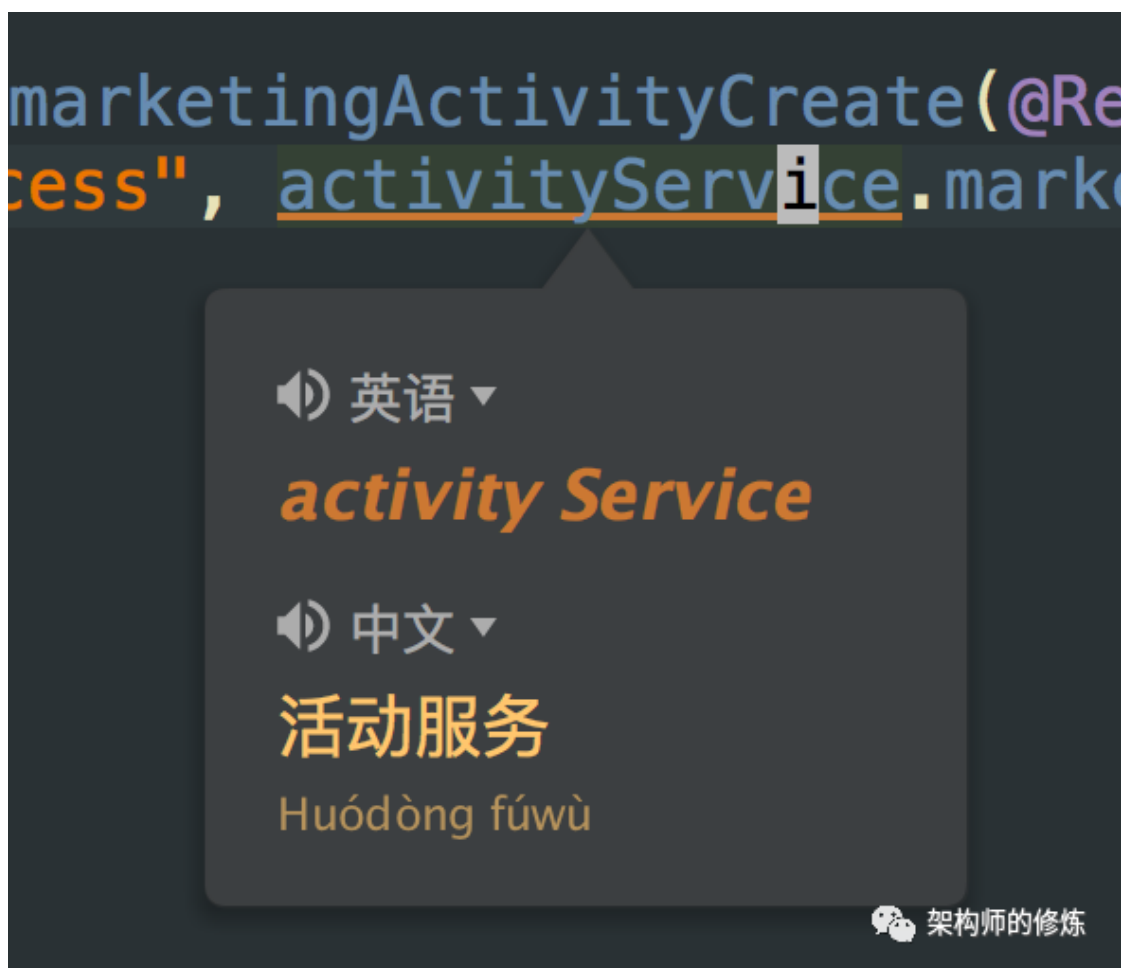 marketingActivityCreate(@Re
cess", activityService.mark
英语
activity Service
中文
活动服务
Huódòng fúwù
架构师的修炼